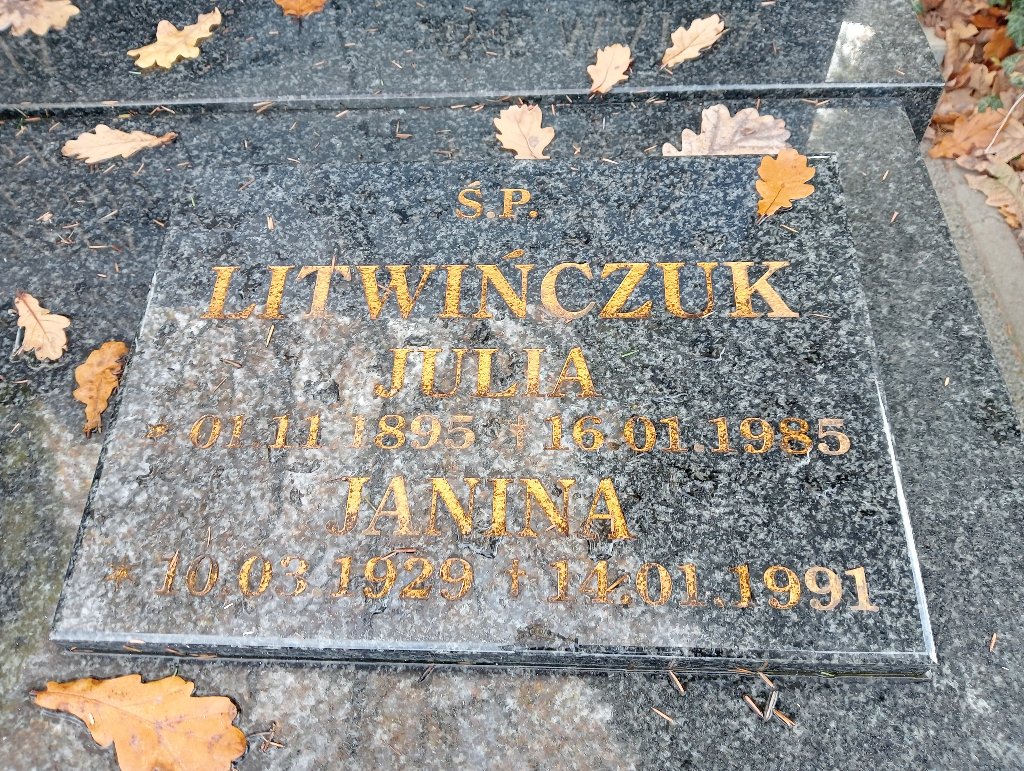 Ś.P.
LITWIŃCZUK
JULIA
* 01.11.1895 † 16.01.1985
JANINA
* 10.03.1929 † 14.01.1991